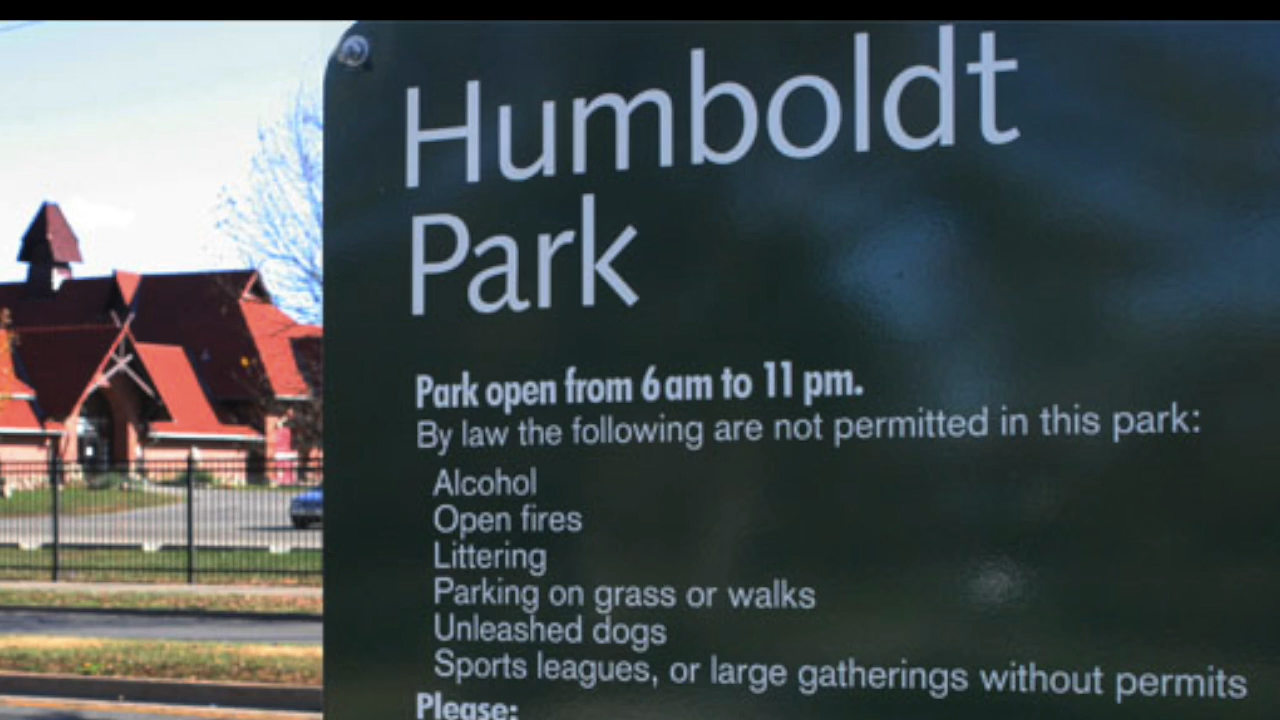 Humboldt
Park
Park open from 6 am to 11 pm.
By law the following are not permitted in this park:
Alcohol
Open fires
Littering
Parking on grass or walks
Unleashed dogs
Sports leagues, or large gatherings without permits
Please: